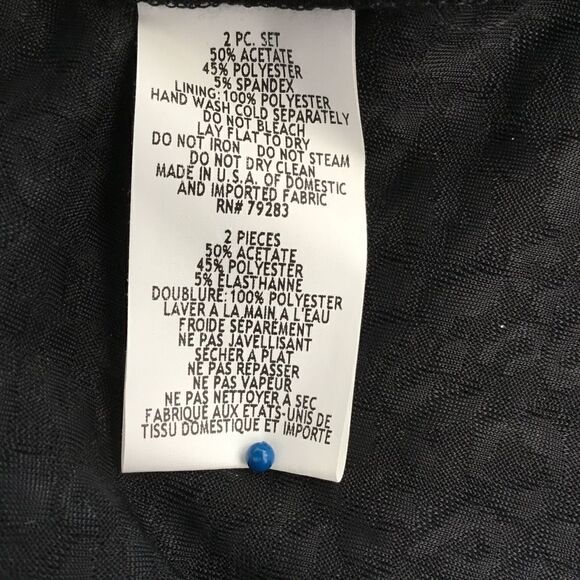 2 PC. SET
50% ACETATE
45% POLYESTER
5% SPANDEX
LINING: 100% POLYESTER
HAND WASH COLD SEPARATELY
DO NOT BLEACH
LAY FLAT TO DRY
DO NOT IRON DO NOT STEAM
DO NOT DRY CLEAN
MADE IN U.S.A. OF DOMESTIC
AND IMPORTED FABRIC
RN# 79283
2 PIECES
50% ACETATE
45% POLYESTER
5% ELASTHANNE
DOUBLURE: 100% POLYESTER
LAVER À LA MAIN A L'EAU
FROIDE SEPARÉMENT
NE PAS JAVELLISANT
SÉCHER A PLAT
NE PAS REPASSER
NE PAS VAPEUR
NE PAS NETTOYER A SEC
FABRIQUÉ AUX ETATS-UNIS DE
TISSU DOMESTIQUE ET IMPORTÉ